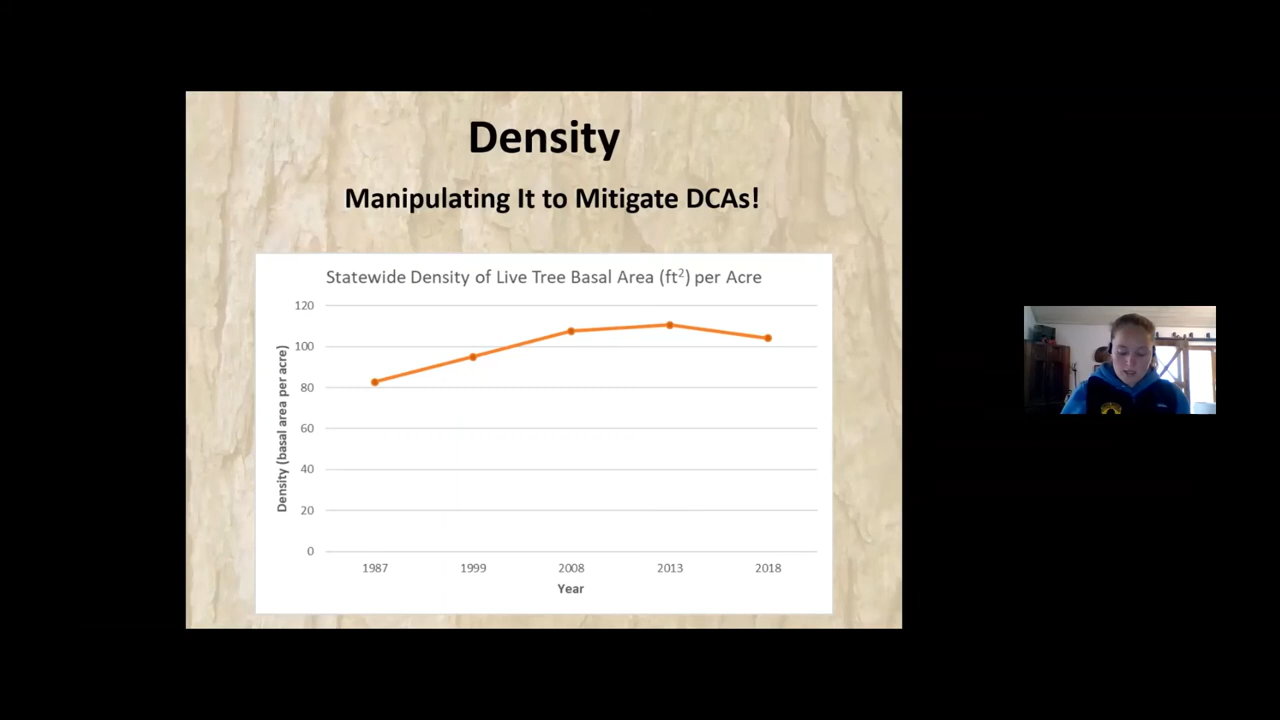 Density
Manipulating It to Mitigate DCAs!
Statewide Density of Live Tree Basal Area (ft²) per Acre
120
100
80
60
40
20
0
Density (basal area per acre)
1987 1999 2008 2013 2018
Year